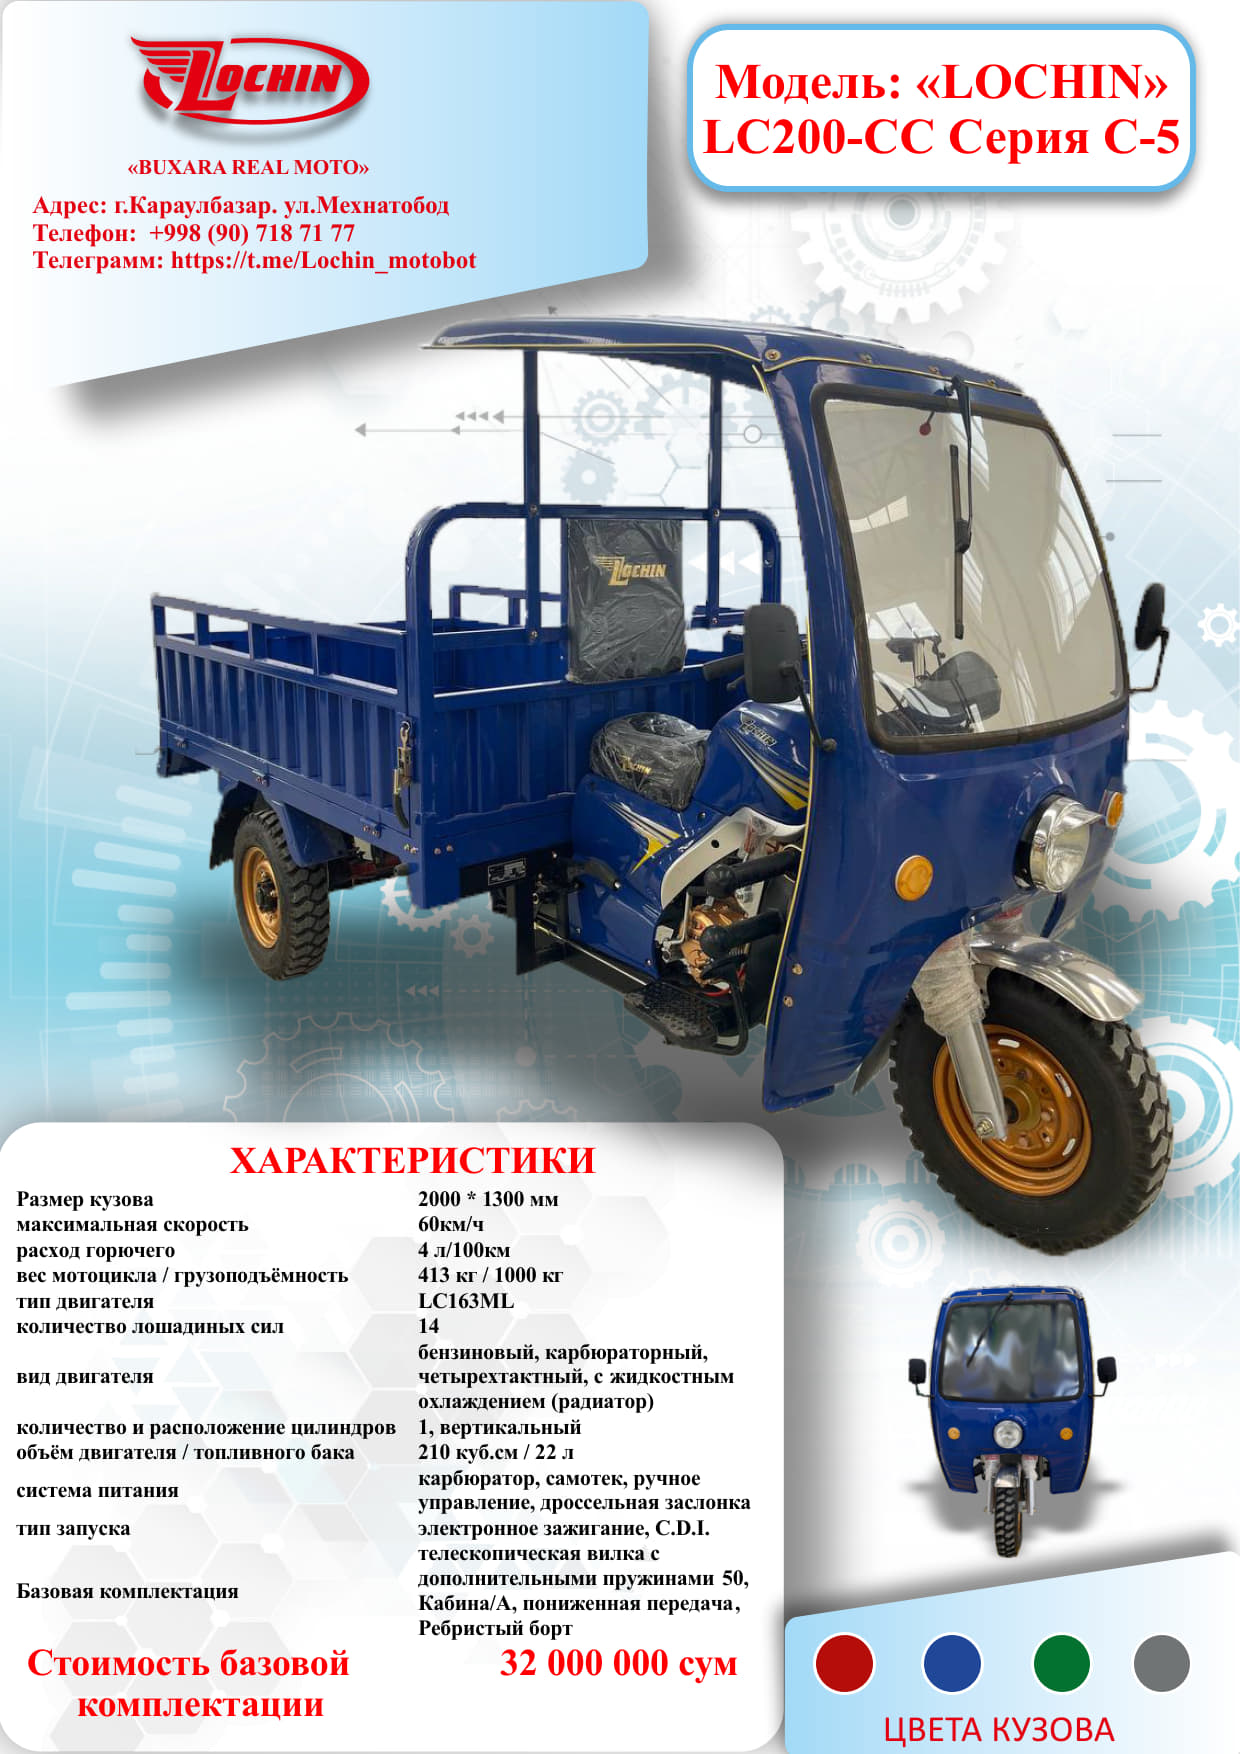 LOCHIN
«BUXARA REAL MOTO»
Адрес: г.Караулбазар. ул.Мехнатобод
Телефон: +998 (90) 718 71 77
Телеграмм: https://t.me/Lochin_motobot
Модель: «LOCHIN»
LC200-CC Серия С-5
LOCHIN
LOCHIN
LOCHIN
ХАРАКТЕРИСТИКИ
Размер кузова 2000 * 1300 мм
максимальная скорость 60км/ч
расход горючего 4 л/100км
вес мотоцикла / грузоподъёмность 413 кг / 1000 кг
тип двигателя LC163ML
количество лошадиных сил 14
вид двигателя бензиновый, карбюраторный,
четырехтактный, с жидкостным
охлаждением (радиатор)
количество и расположение цилиндров 1, вертикальный
объём двигателя / топливного бака 210 куб.см / 22 л
система питания карбюратор, самотек, ручное
управление, дроссельная заслонка
тип запуска электронное зажигание, C.D.I.
Базовая комплектация телескопическая вилка с
дополнительными пружинами 50,
Кабина/А, пониженная передача,
Ребристый борт
Стоимость базовой 32 000 000 сум
комплектации
ЦВЕТА КУЗОВА